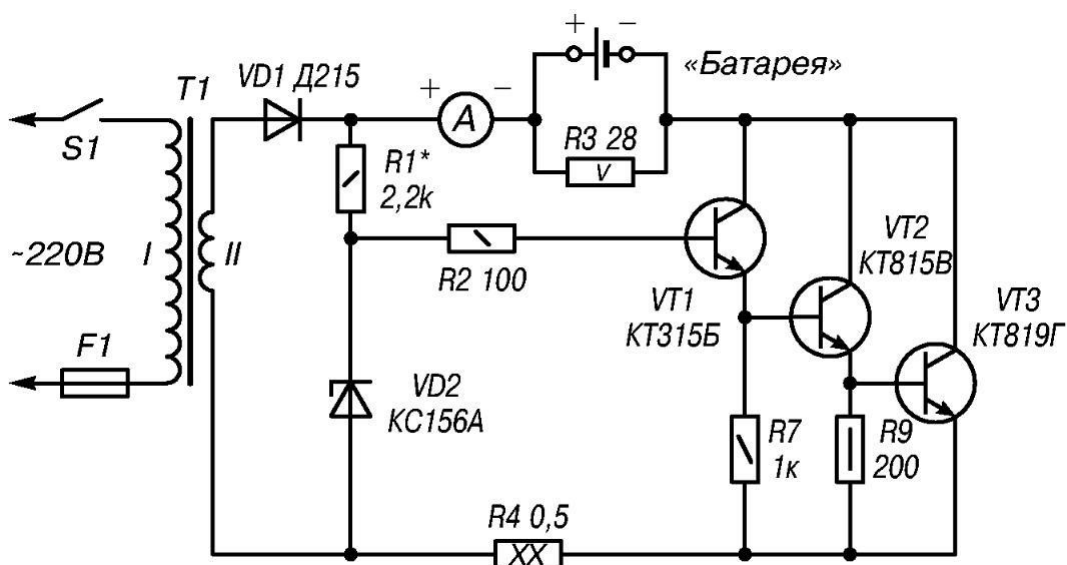 + −
«Батарея»
VD1 Д215
T1
+ −
A
S1
R1*
2,2k
R3 28
V
~220В
I
II
R2 100
VT1
КТ315Б
VT2
КТ815В
VT3
КТ819Г
F1
VD2
КС156А
R7
1к
R9
200
R4 0,5
XX